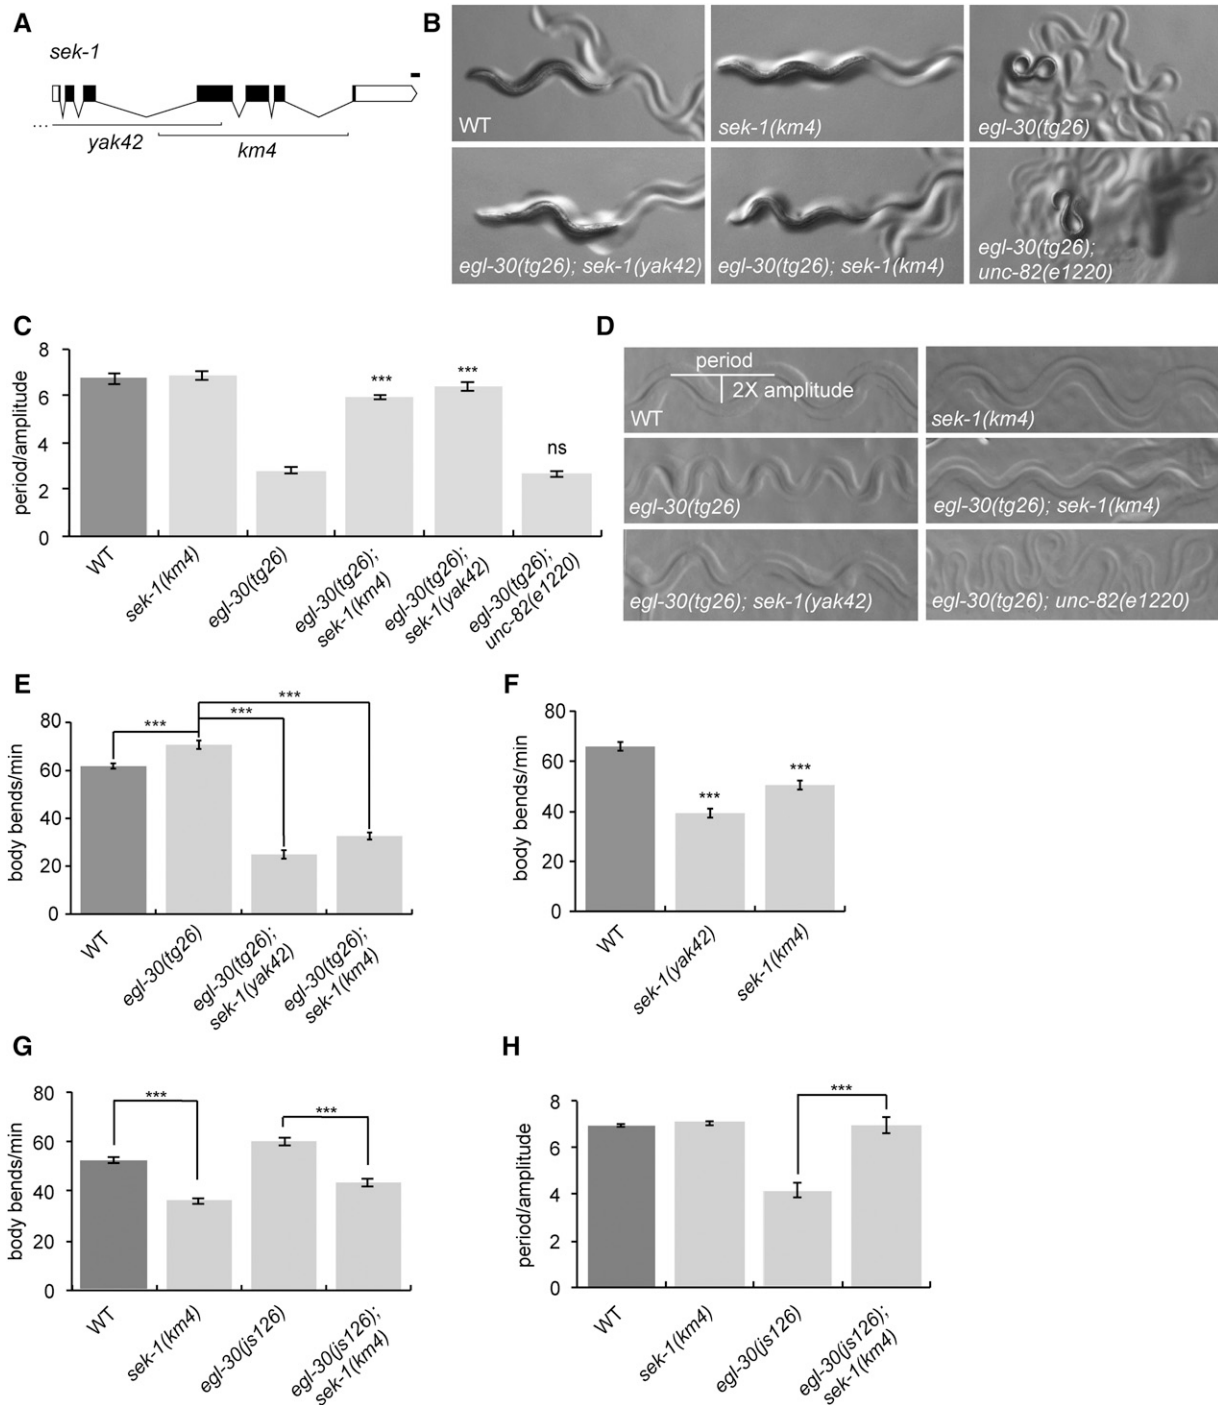 A
sek-1
...
yak42
km4
B
WT
sek-1(km4)
egl-30(tg26)
egl-30(tg26); sek-1(yak42)
egl-30(tg26); sek-1(km4)
egl-30(tg26);
unc-82(e1220)
C
period/amplitude
8
6
4
2
0
***
***
ns
WT
sek-1(km4)
egl-30(tg26)
egl-30(tg26);
sek-1(km4)
egl-30(tg26);
sek-1(yak42)
egl-30(tg26);
unc-82(e1220)
D
period
2X amplitude
WT
sek-1(km4)
egl-30(tg26)
egl-30(tg26); sek-1(km4)
egl-30(tg26); sek-1(yak42)
egl-30(tg26); unc-82(e1220)
E
body bends/min
80
60
40
20
0
***
***
***
WT
egl-30(tg26)
egl-30(tg26);
sek-1(yak42)
egl-30(tg26);
sek-1(km4)
F
body bends/min
80
60
40
20
0
***
***
WT
sek-1(yak42)
sek-1(km4)
G
body bends/min
80
60
40
20
0
***
***
WT
sek-1(km4)
egl-30(js126)
egl-30(js126);
sek-1(km4)
H
period/amplitude
8
6
4
2
0
***
WT
sek-1(km4)
egl-30(js126)
egl-30(js126);
sek-1(km4)